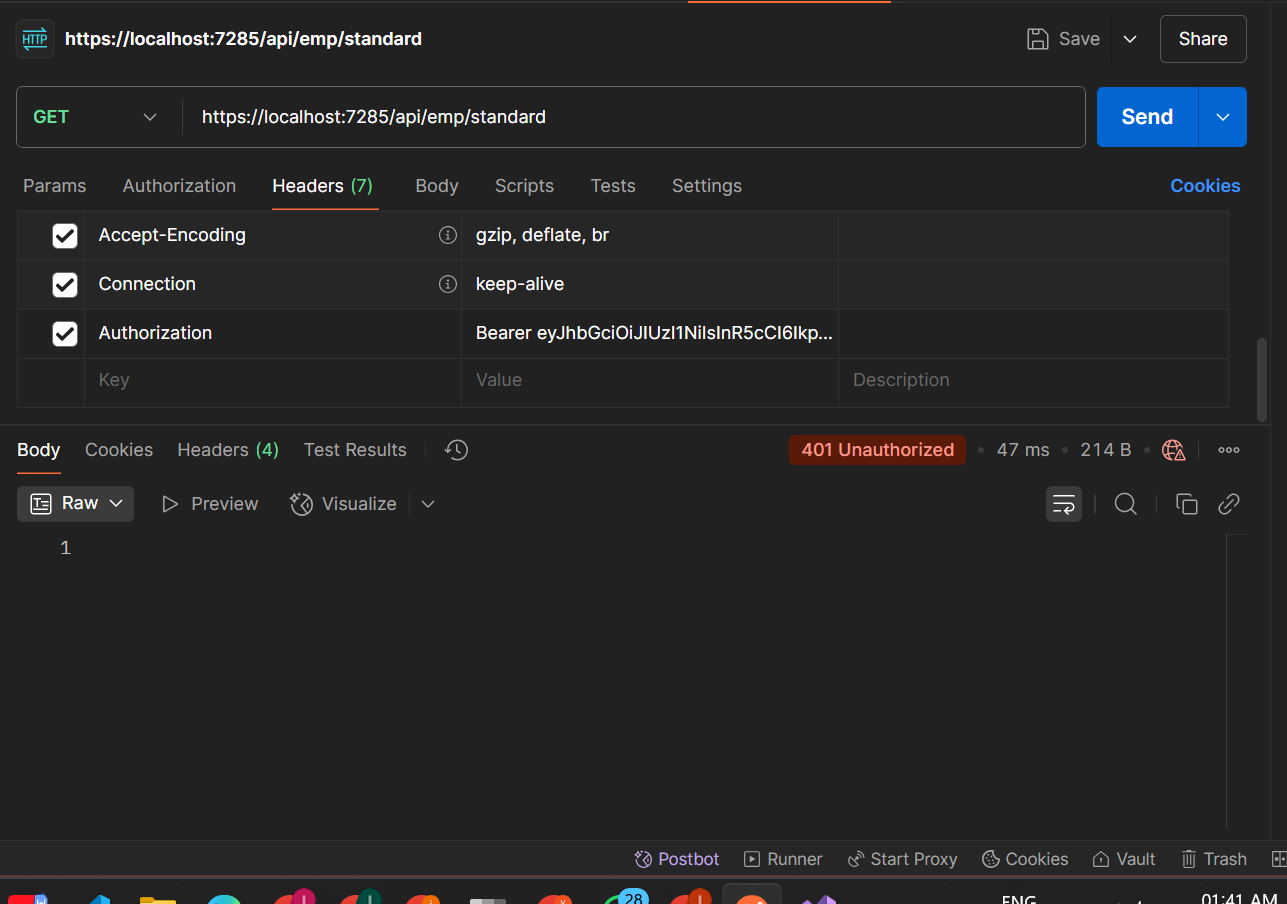 HTTP https://localhost:7285/api/emp/standard Save Share
GET https://localhost:7285/api/emp/standard Send
Params Authorization Headers (7) Body Scripts Tests Settings Cookies
Accept-Encoding gzip, deflate, br
Connection keep-alive
Authorization Bearer eyJhbGciOiJIUzI1NiIsInR5cCI6Ikp...
Key Value Description
Body Cookies Headers (4) Test Results 401 Unauthorized • 47 ms • 214 B •
Raw Preview Visualize
1
Postbot Runner Start Proxy Cookies Vault Trash
28 ENG 01:41 AM